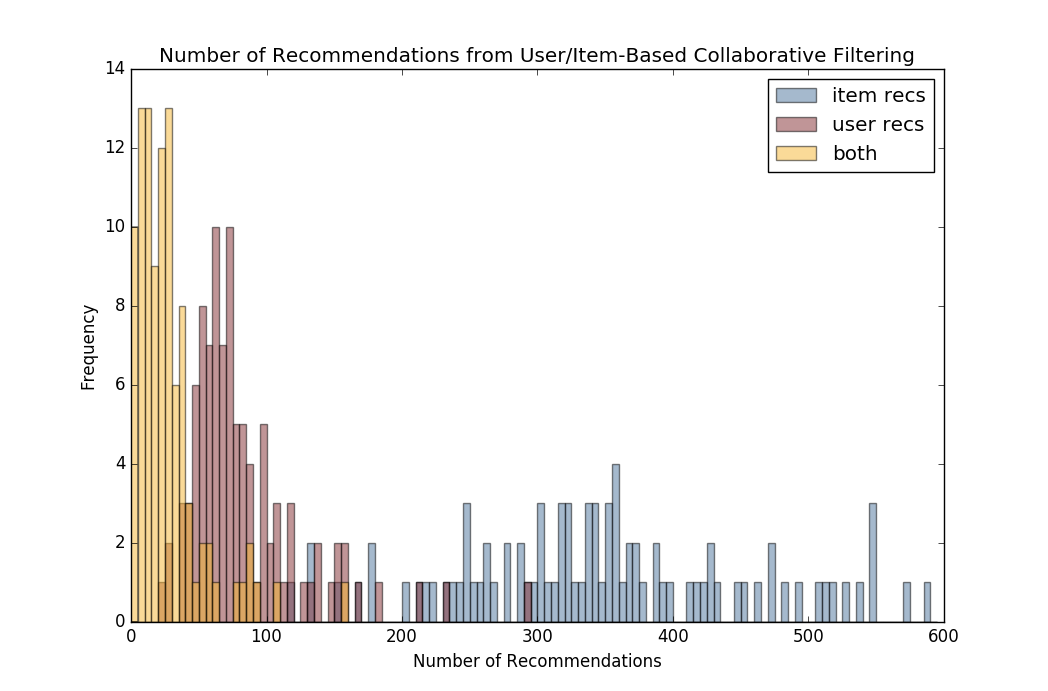 Number of Recommendations from User/Item-Based Collaborative Filtering
14
12
10
8
6
4
2
0
Frequency
item recs
user recs
both
0 100 200 300 400 500 600
Number of Recommendations